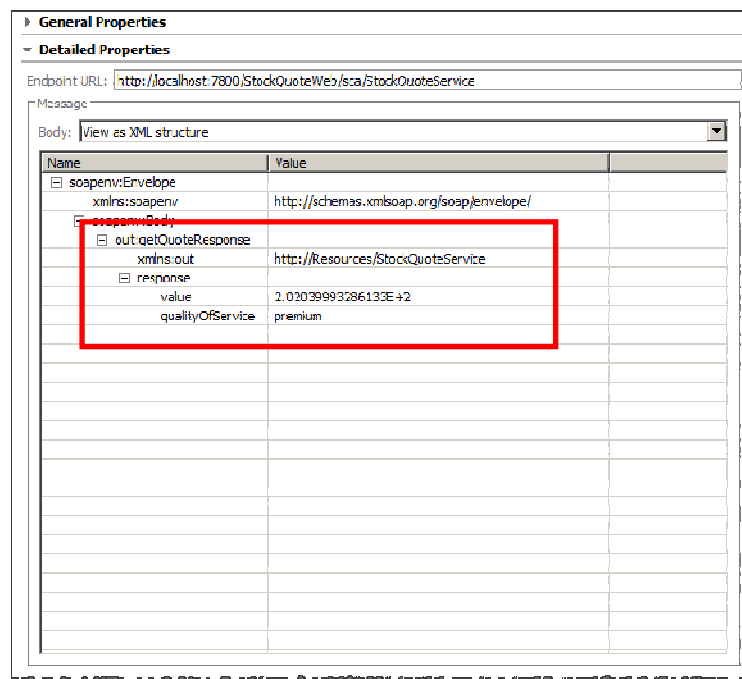 General Properties
Detailed Properties
Endpoint URL: http://localhost:7800/StockQuoteWeb/sca/StockQuoteService
Message
Body: View as XML structure
Name Value
soapenv:Envelope
xmlns:soapenv http://schemas.xmlsoap.org/soap/envelope/
soapenv:Body
out:getQuoteResponse
xmlns:out http://Resources/StockQuoteService
response
value 2.02039993286133E+2
qualityOfService premium